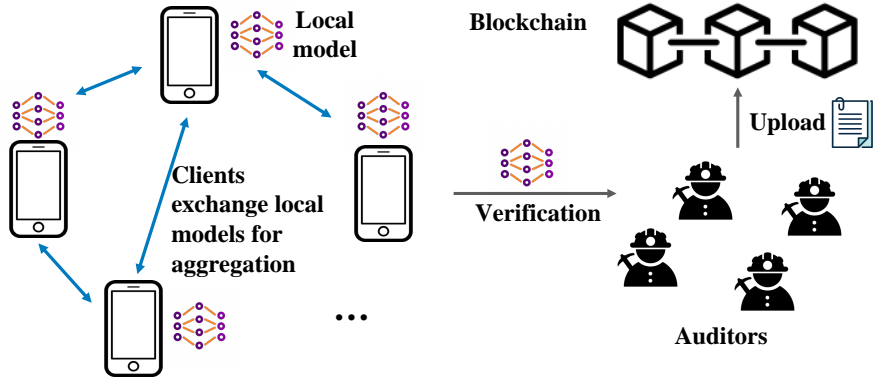 Local
model
Blockchain
Upload
Clients
exchange local
models for
aggregation
Verification
...
Auditors